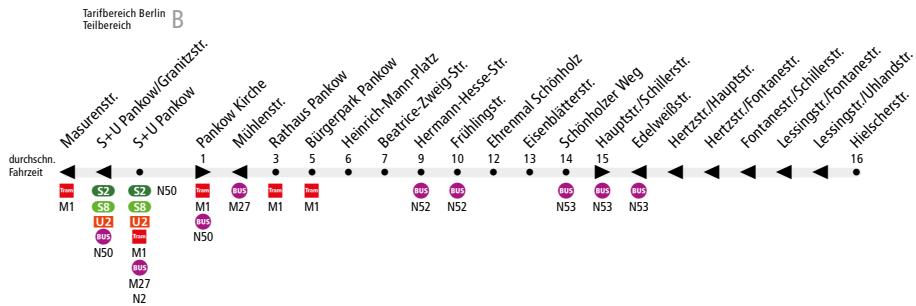 Tarifbereich Berlin
Teilbereich
B
Masurenstr.
S+U Pankow/Granitzstr.
S+U Pankow
Pankow Kirche
Mühlenstr.
Rathaus Pankow
Bürgerpark Pankow
Heinrich-Mann-Platz
Beatrice-Zweig-Str.
Hermann-Hesse-Str.
Frühlingstr.
Ehrenmal Schönholz
Eisenblätterstr.
Schönholzer Weg
Hauptstr./Schillerstr.
Edelweißstr.
Hertzstr./Hauptstr.
Hertzstr./Fontanestr.
Fontanestr./Schillerstr.
Lessingstr./Fontanestr.
Lessingstr./Uhlandstr.
Hielscherstr.
durchschn.
Fahrzeit
1 3 5 6 7 9 10 12 13 14 15 16
Tram
M1
S2
S8
U2
BUS
N50
S2 N50
S8
U2
Tram
M1
BUS
M27
N2
Tram
M1
BUS
N50
BUS
M27
Tram
M1
Tram
M1
BUS
N52
BUS
N52
BUS
N53
BUS
N53
BUS
N53